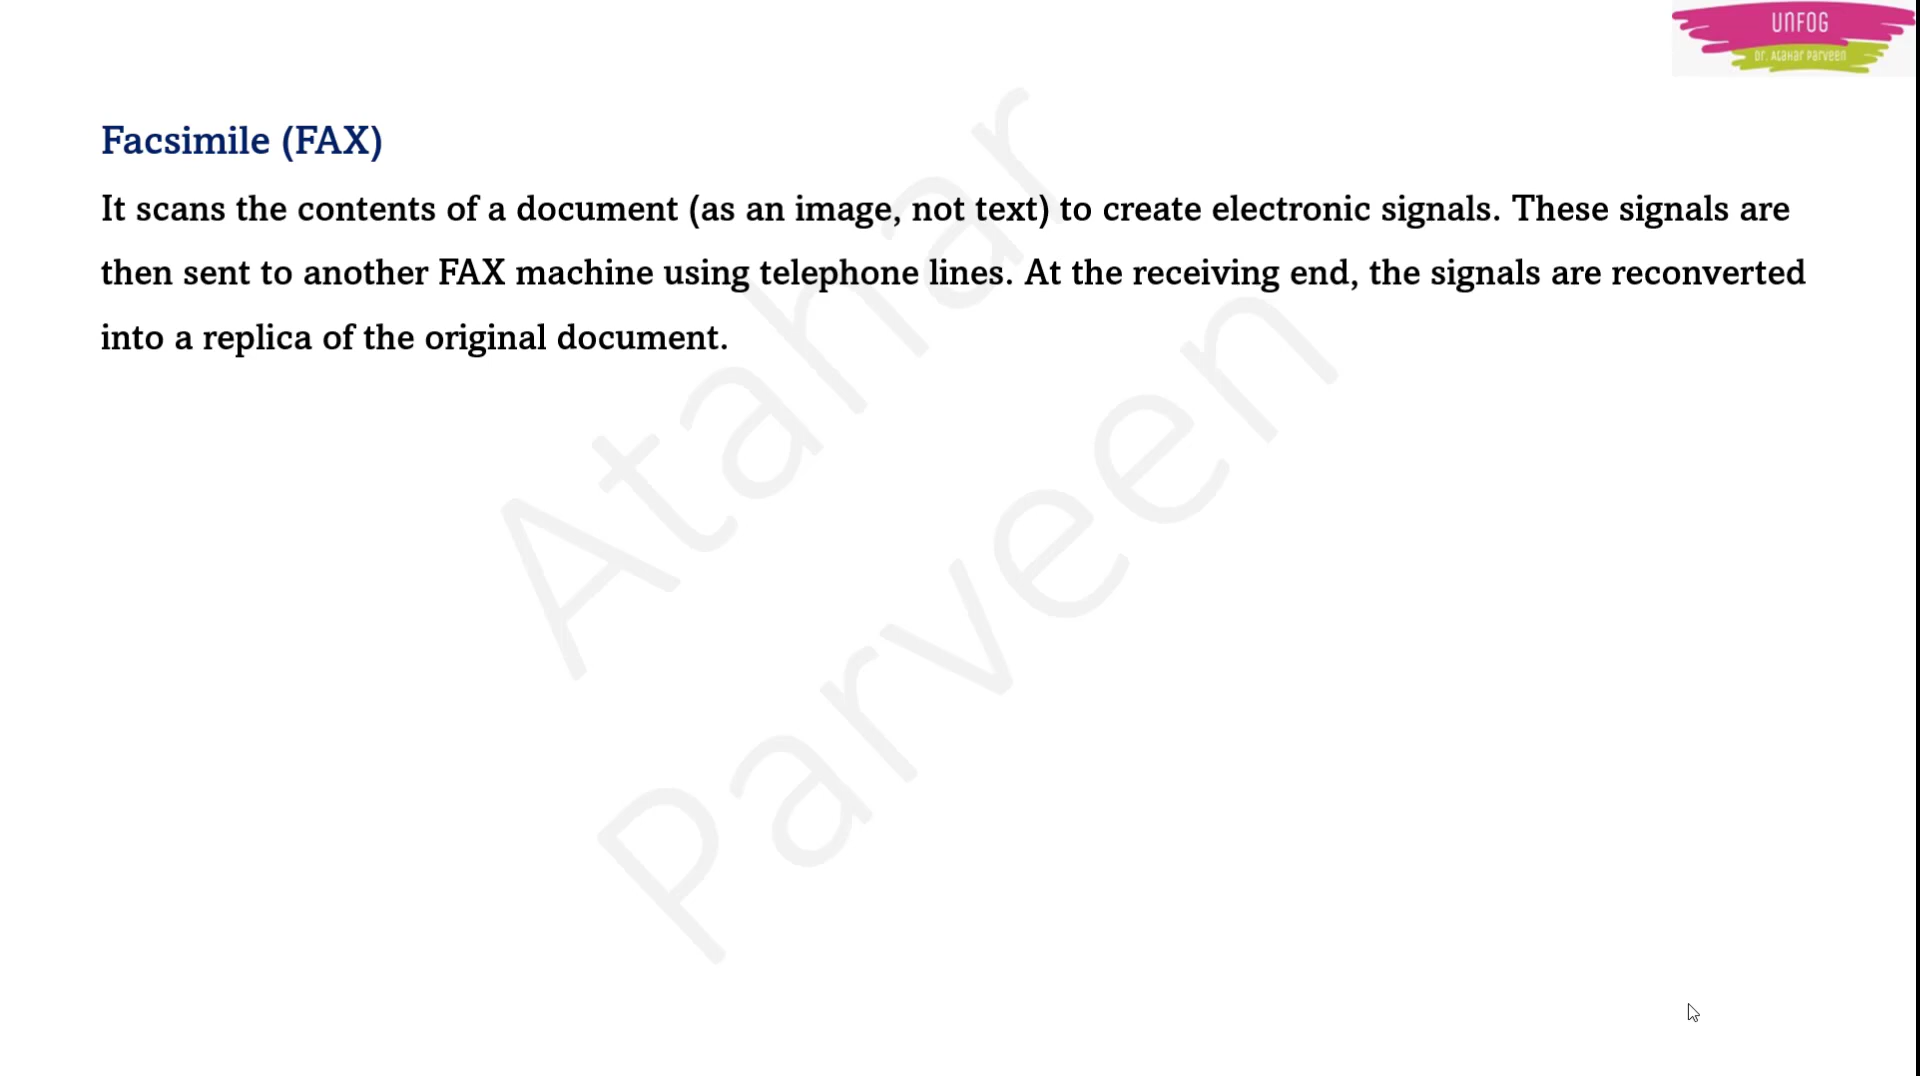 UNFOG
Dr. Atahar Parveen
Facsimile (FAX)
It scans the contents of a document (as an image, not text) to create electronic signals. These signals are
then sent to another FAX machine using telephone lines. At the receiving end, the signals are reconverted
into a replica of the original document.
Atahar
Parveen